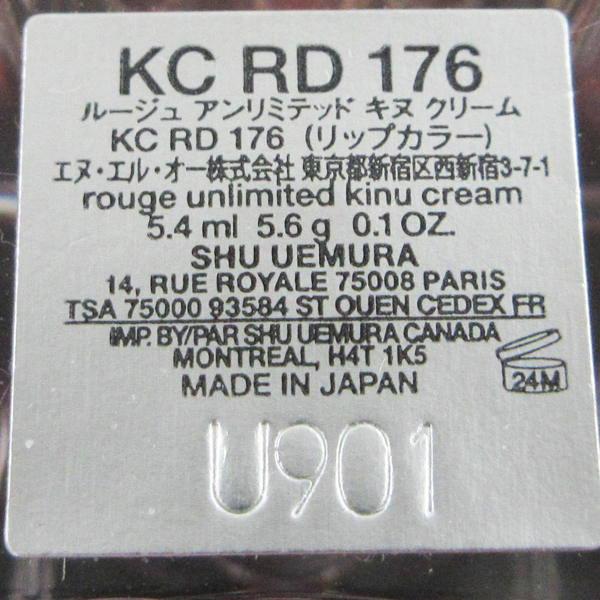 KC RD 176
ルージュ アンリミテッド キヌ クリーム
KC RD 176 (リップカラー)
エヌ・エル・オー株式会社 東京都新宿区西新宿3-7-1
rouge unlimited kinu cream
5.4 ml 5.6 g 0.1 OZ.
SHU UEMURA
14, RUE ROYALE 75008 PARIS
TSA 75000 93584 ST OUEN CEDEX FR
IMP. BY/PAR SHU UEMURA CANADA
MONTREAL, H4T 1K5
MADE IN JAPAN
24M
U901